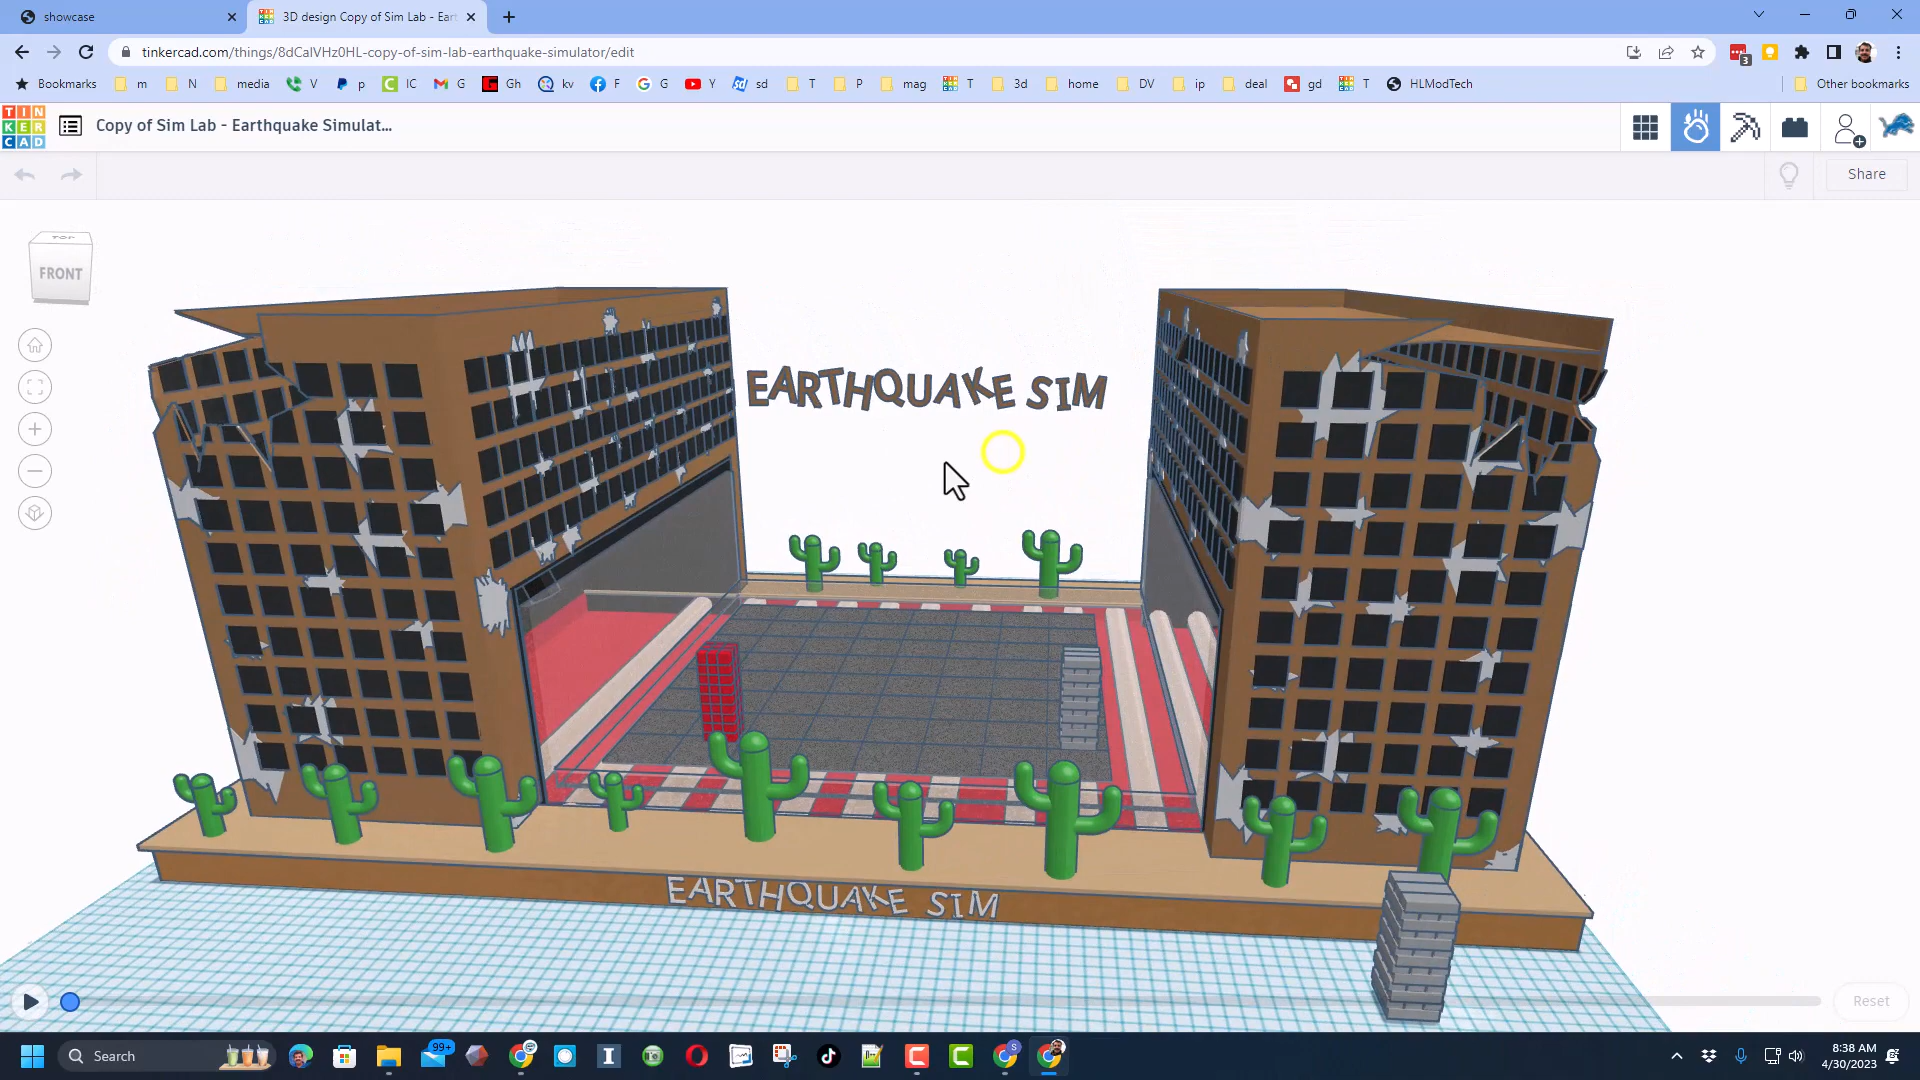 showcase
3D design Copy of Sim Lab - Eart
tinkercad.com/things/8dCalVHz0HL-copy-of-sim-lab-earthquake-simulator/edit
3
Bookmarks m N media V p IC G Gh kv F G Y sd T P mag T 3d home DV ip deal gd T HLModTech Other bookmarks
TIN
KER
CAD
Copy of Sim Lab - Earthquake Simulat...
Share
TOP
FRONT
EARTHQUAKE SIM
EARTHQUAKE SIM
Reset
Search
99+
S
8:38 AM
4/30/2023